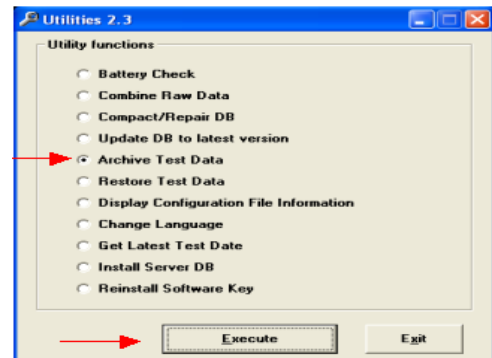 Utilities 2.3
Utility functions
Battery Check
Combine Raw Data
Compact/Repair DB
Update DB to latest version
Archive Test Data
Restore Test Data
Display Configuration File Information
Change Language
Get Latest Test Date
Install Server DB
Reinstall Software Key
Execute Exit